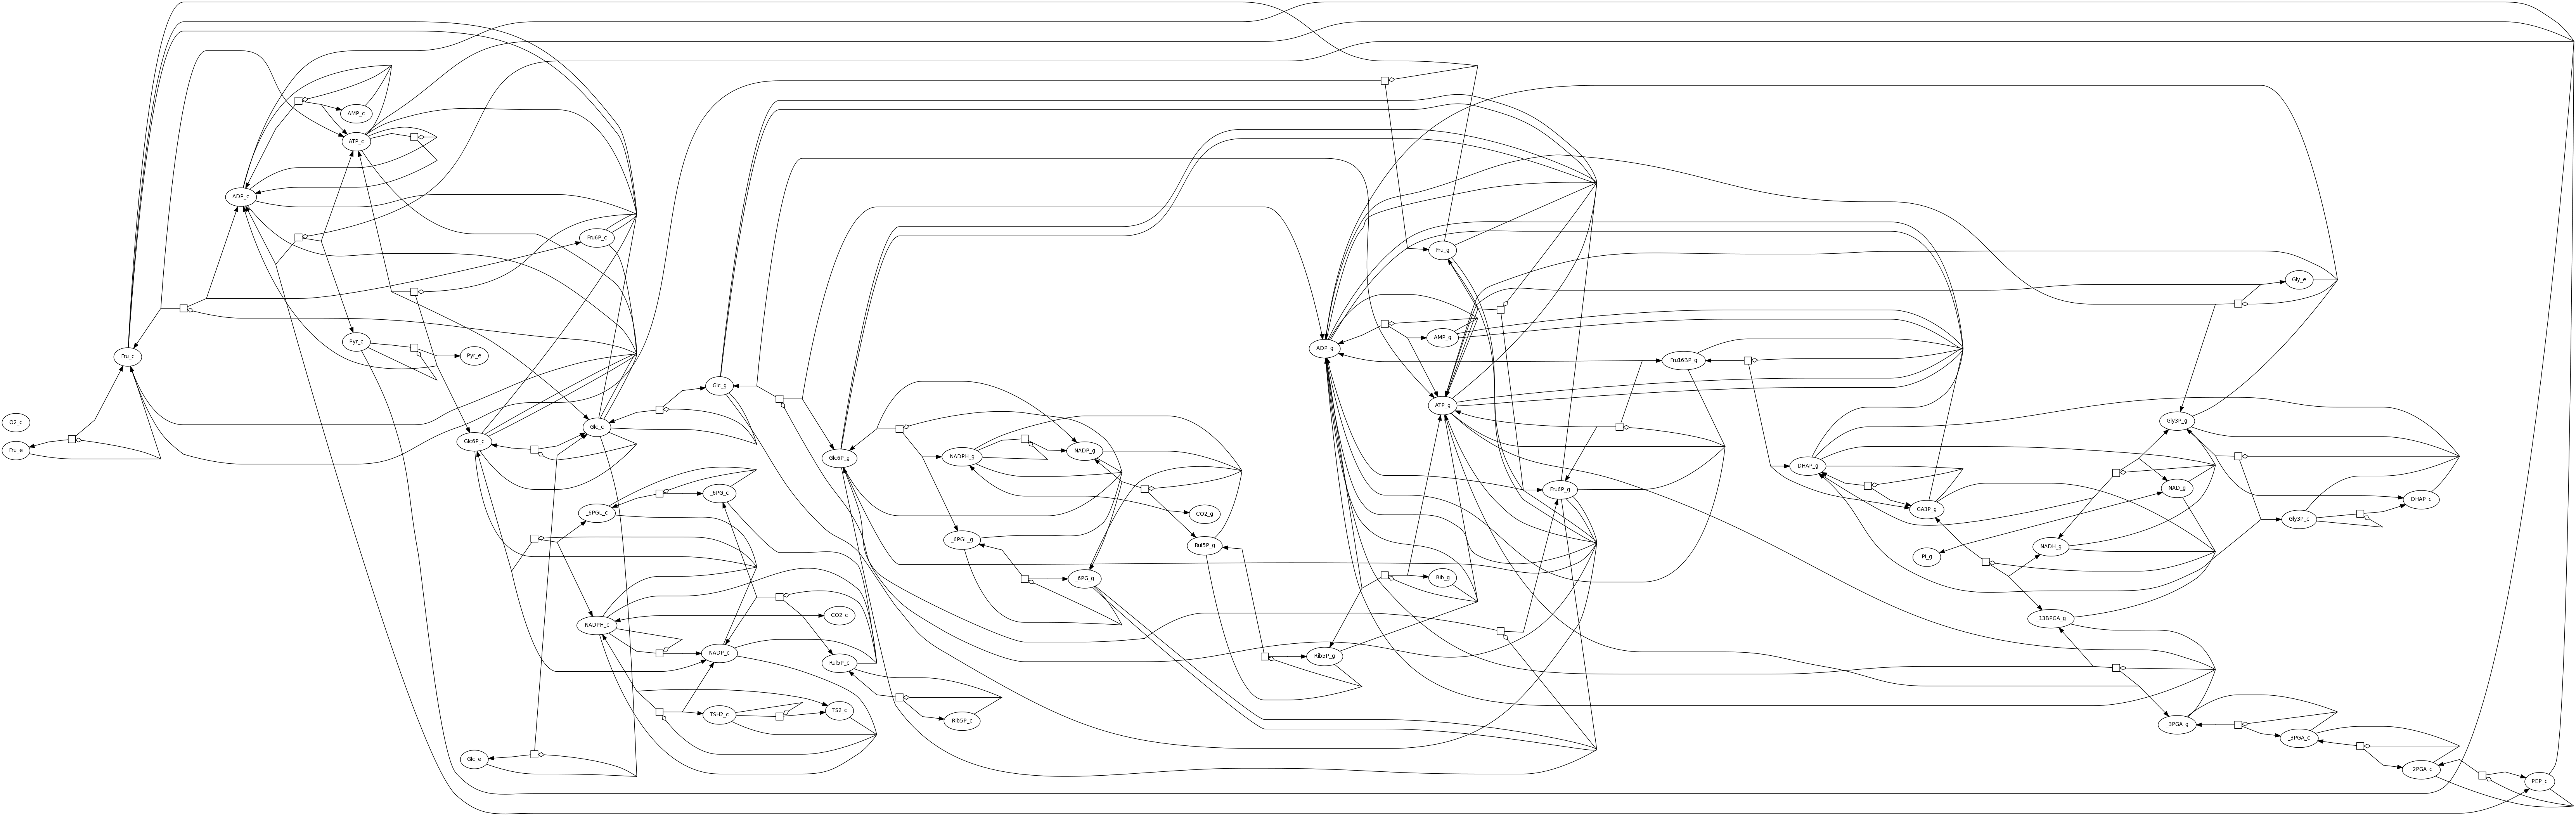 AMP_c
ATP_c
ADP_c
Fru6P_c
Fru_g
Gly_e
AMP_g
Pyr_c
Pyr_e
Fru_c
ADP_g
Fru16BP_g
Glc_g
ATP_g
O2_c
Fru_e
Glc_c
Glc6P_c
Gly3P_g
Glc6P_g
NADPH_g
NADP_g
DHAP_g
NAD_g
Fru6P_g
_6PG_c
DHAP_c
_6PGL_c
CO2_g
GA3P_g
Gly3P_c
_6PGL_g
Rul5P_g
NADH_g
Pi_g
_6PG_g
Rib_g
CO2_c
_13BPGA_g
NADPH_c
NADP_c
Rib5P_g
Rul5P_c
TSH2_c
TS2_c
Rib5P_c
_3PGA_g
_3PGA_c
Glc_e
_2PGA_c
PEP_c